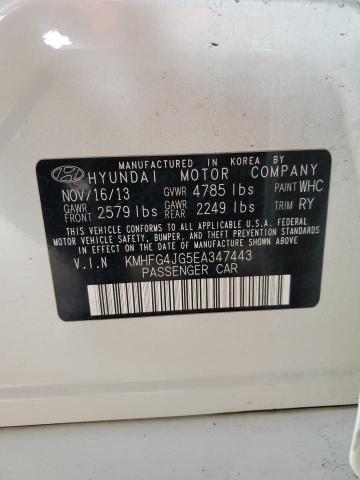 MANUFACTURED IN KOREA BY
HYUNDAI MOTOR COMPANY
NOV/16/13 GVWR 4785 lbs PAINT WHC
GAWR FRONT 2579 lbs GAWR REAR 2249 lbs TRIM RY
THIS VEHICLE CONFORMS TO ALL APPLICABLE U.S.A. FEDERAL
MOTOR VEHICLE SAFETY, BUMPER, AND THEFT PREVENTION STANDARDS
IN EFFECT ON THE DATE OF MANUFACTURE SHOWN ABOVE.
V.I.N KMHFG4JG5EA347443
PASSENGER CAR